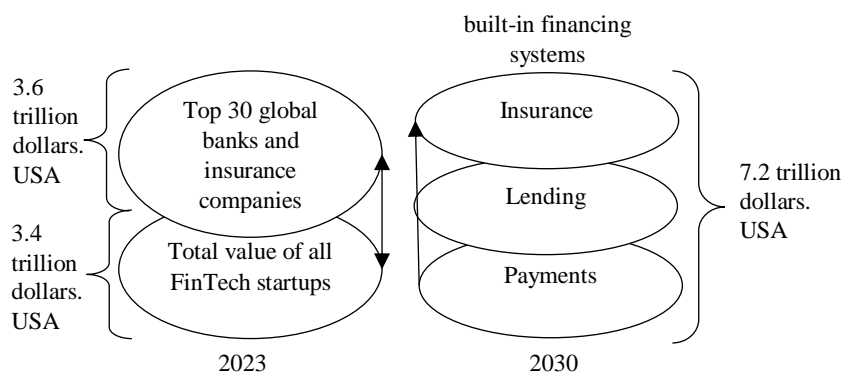 built-in financing
systems
3.6
trillion
dollars.
USA
Top 30 global
banks and
insurance
companies
3.4
trillion
dollars.
USA
Total value of all
FinTech startups
2023
Insurance
Lending
Payments
7.2 trillion
dollars.
USA
2030